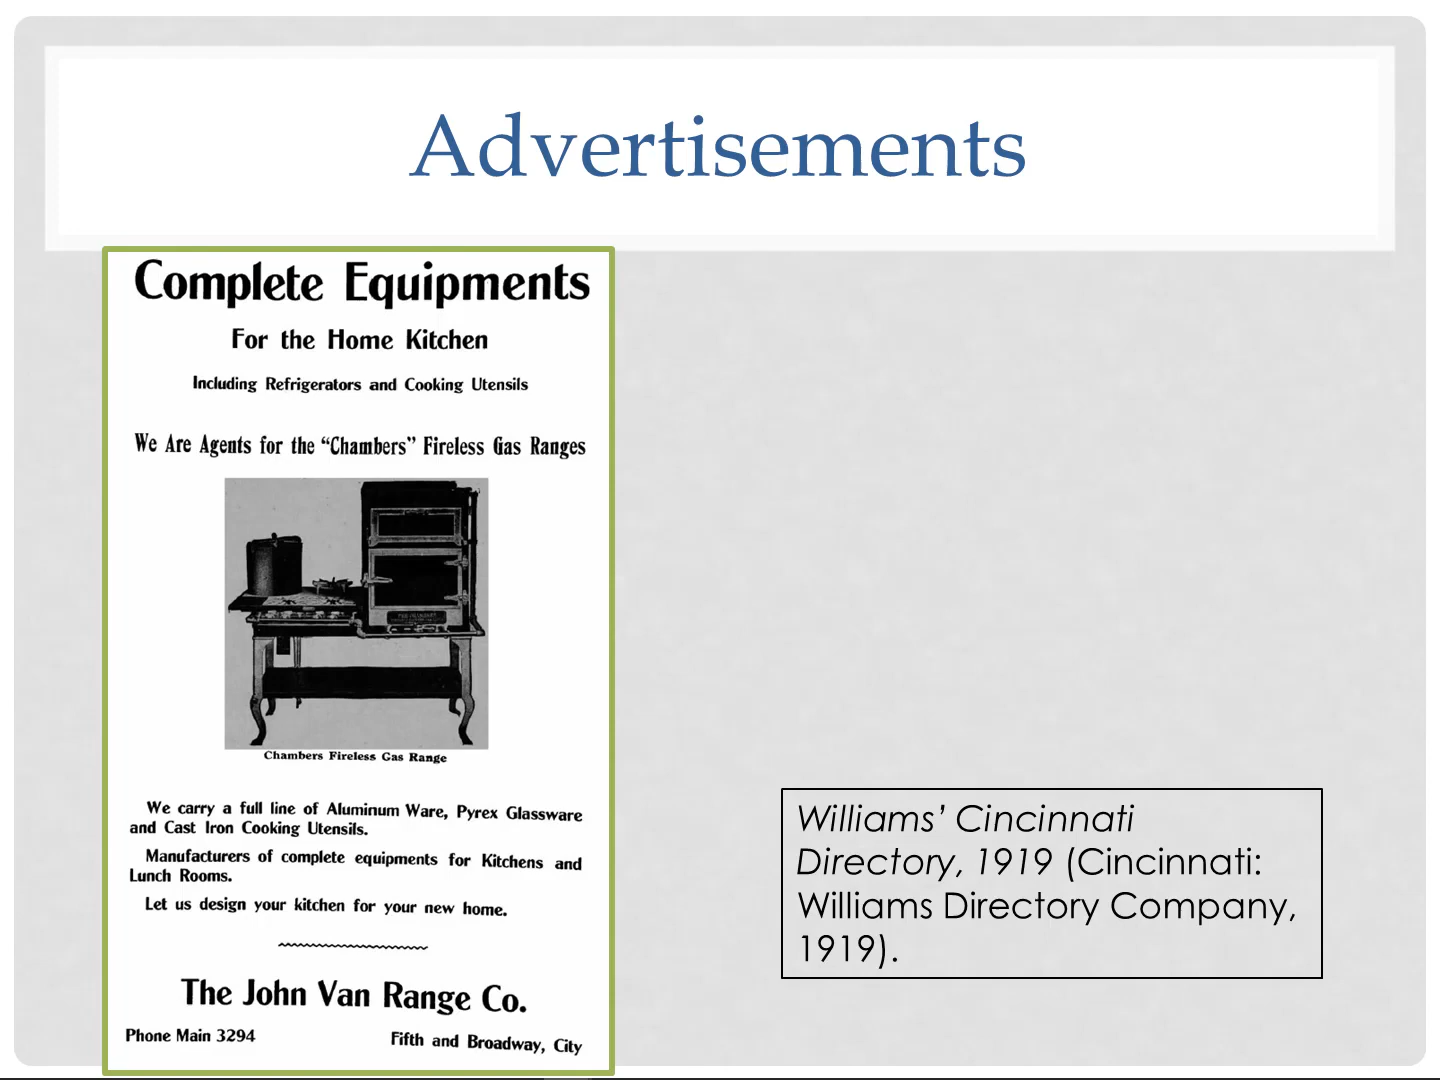 Advertisements
Complete Equipments
For the Home Kitchen
Including Refrigerators and Cooking Utensils
We Are Agents for the “Chambers” Fireless Gas Ranges
Chambers Fireless Gas Range
We carry a full line of Aluminum Ware, Pyrex Glassware
and Cast Iron Cooking Utensils.
Manufacturers of complete equipments for Kitchens and
Lunch Rooms.
Let us design your kitchen for your new home.
The John Van Range Co.
Phone Main 3294 Fifth and Broadway, City
Williams’ Cincinnati
Directory, 1919 (Cincinnati:
Williams Directory Company,
1919).